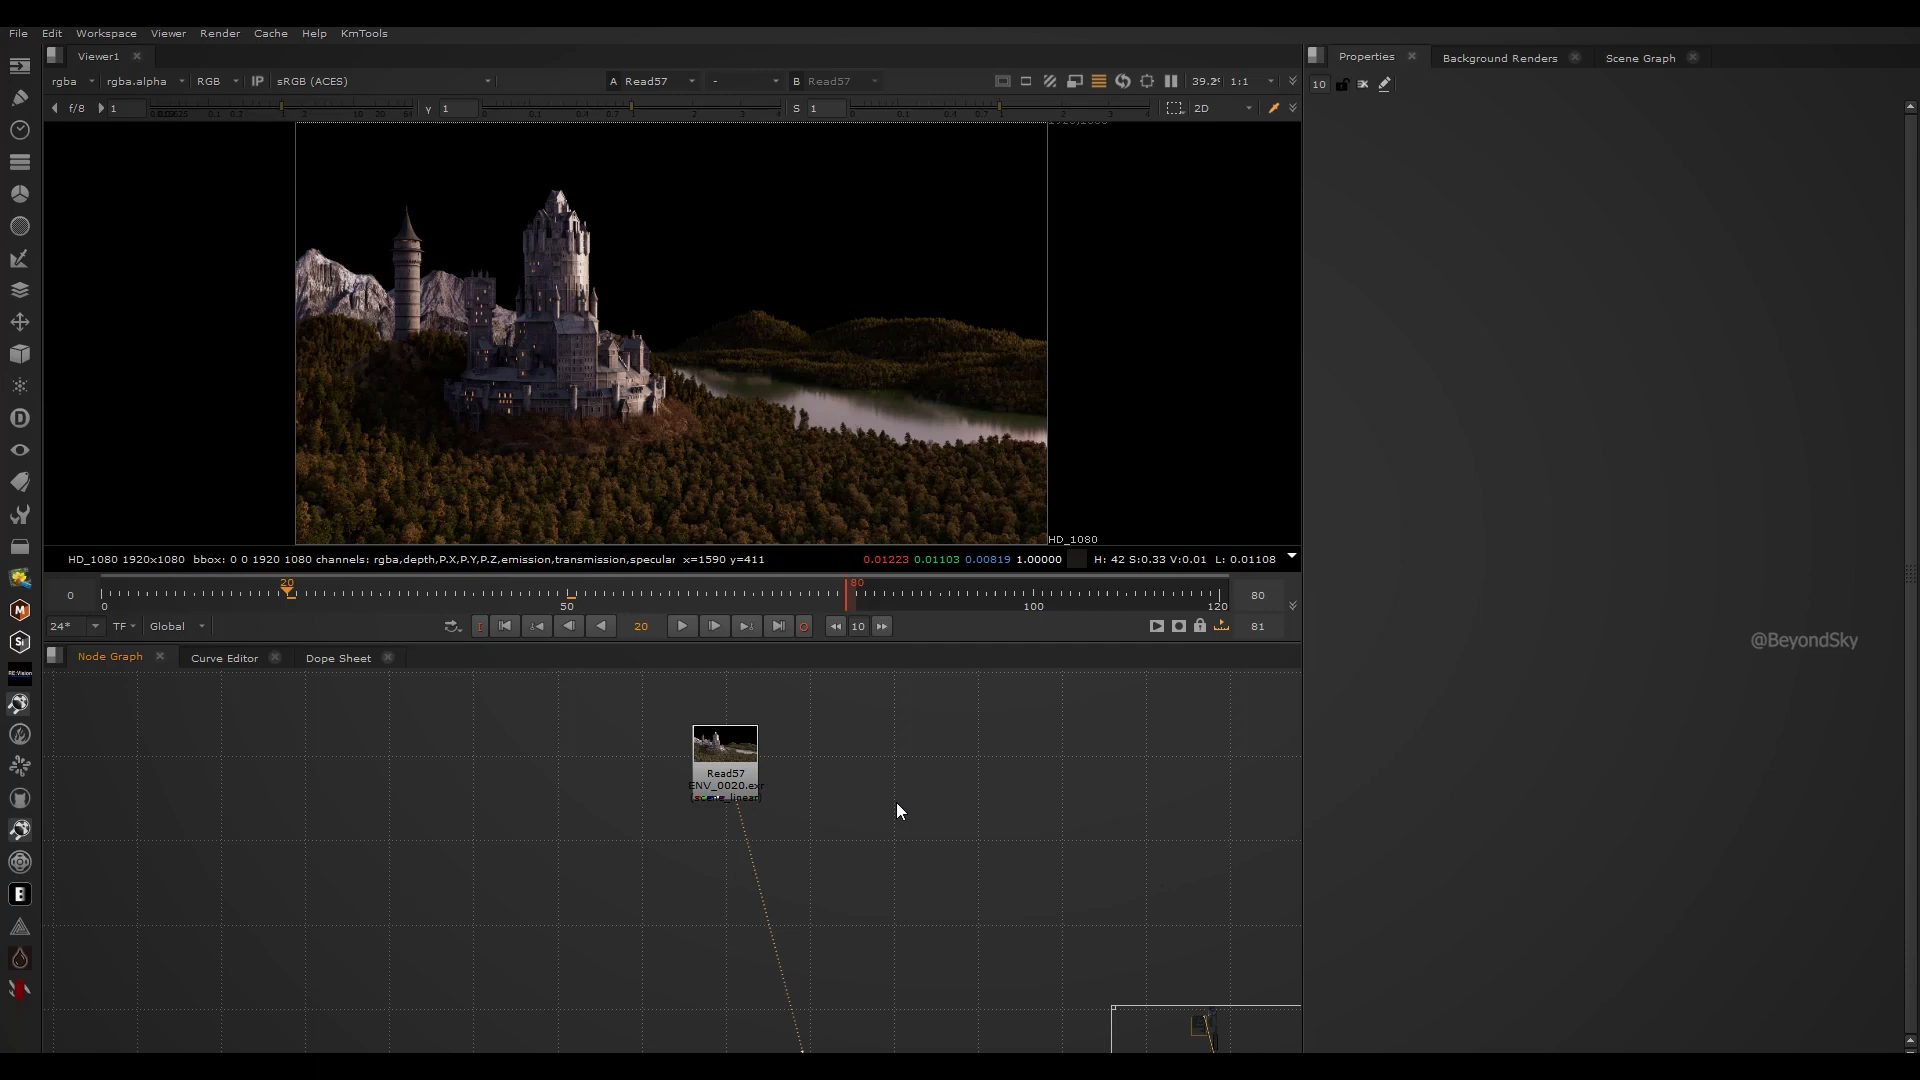 File Edit Workspace Viewer Render Cache Help KmTools
Viewer1
Properties Background Renders Scene Graph
rgba rgba.alpha RGB IP sRGB (ACES) A Read57 - B Read57 1:1
10
f/8 1 γ 1 S 1 2D
HD_1080
HD_1080 1920x1080 bbox: 0 0 1920 1080 channels: rgba,depth,P.X,P.Y,P.Z,emission,transmission,specular x=1590 y=411 0.01223 0.01103 0.00819 1.00000 H: 42 S:0.33 V:0.01 L: 0.01108
20 80
0 80
0 50 100 120
24* TF Global 20 10 81
Node Graph Curve Editor Dope Sheet
@BeyondSky
Read57
ENV_0020.exr
(scene_linear)